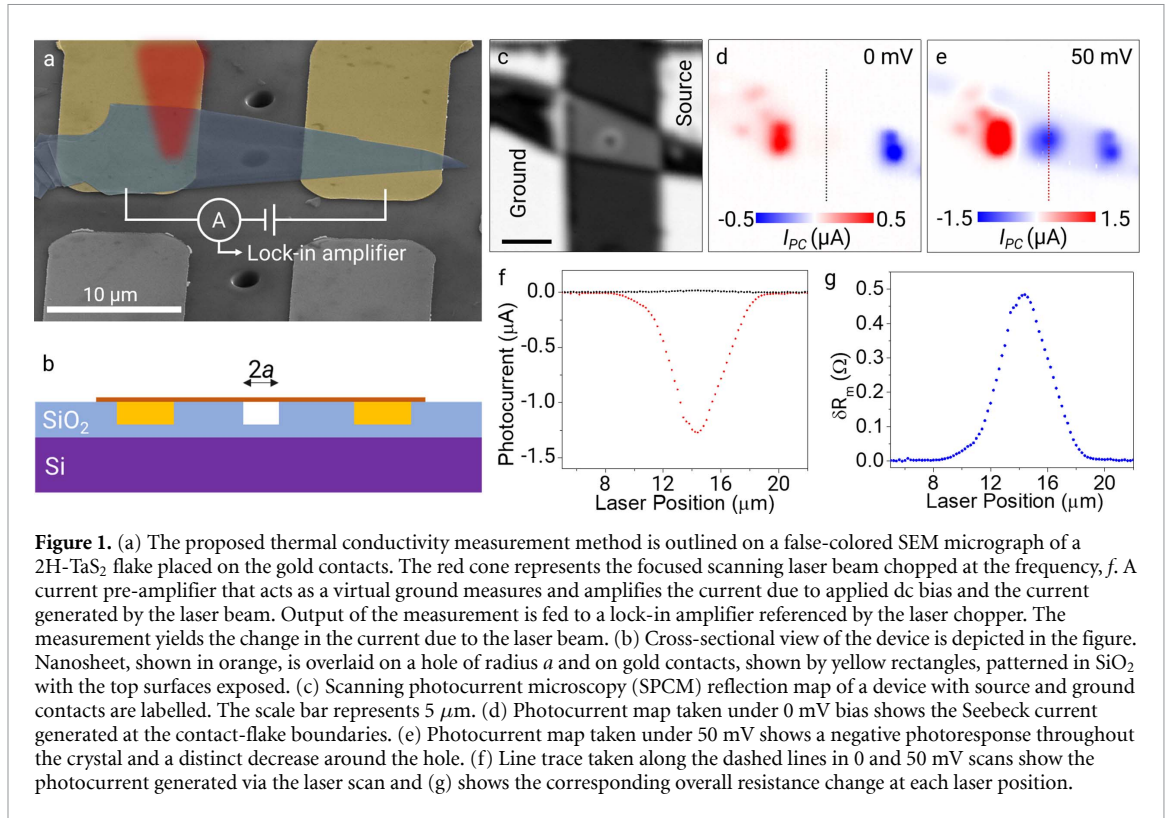 a
A
Lock-in amplifier
10 μm
b
2a
SiO₂
Si
c
Ground
Source
d
0 mV
-0.5
0.5
I_PC (μA)
e
50 mV
-1.5
1.5
I_PC (μA)
f
0.0
-0.5
-1.0
-1.5
Photocurrent (μA)
8 12 16 20
Laser Position (μm)
g
0.5
0.4
0.3
0.2
0.1
0.0
δR_m (Ω)
8 12 16 20
Laser Position (μm)
Figure 1. (a) The proposed thermal conductivity measurement method is outlined on a false-colored SEM micrograph of a
2H-TaS₂ flake placed on the gold contacts. The red cone represents the focused scanning laser beam chopped at the frequency, f. A
current pre-amplifier that acts as a virtual ground measures and amplifies the current due to applied dc bias and the current
generated by the laser beam. Output of the measurement is fed to a lock-in amplifier referenced by the laser chopper. The
measurement yields the change in the current due to the laser beam. (b) Cross-sectional view of the device is depicted in the figure.
Nanosheet, shown in orange, is overlaid on a hole of radius a and on gold contacts, shown by yellow rectangles, patterned in SiO₂
with the top surfaces exposed. (c) Scanning photocurrent microscopy (SPCM) reflection map of a device with source and ground
contacts are labelled. The scale bar represents 5 μm. (d) Photocurrent map taken under 0 mV bias shows the Seebeck current
generated at the contact-flake boundaries. (e) Photocurrent map taken under 50 mV shows a negative photoresponse throughout
the crystal and a distinct decrease around the hole. (f) Line trace taken along the dashed lines in 0 and 50 mV scans show the
photocurrent generated via the laser scan and (g) shows the corresponding overall resistance change at each laser position.